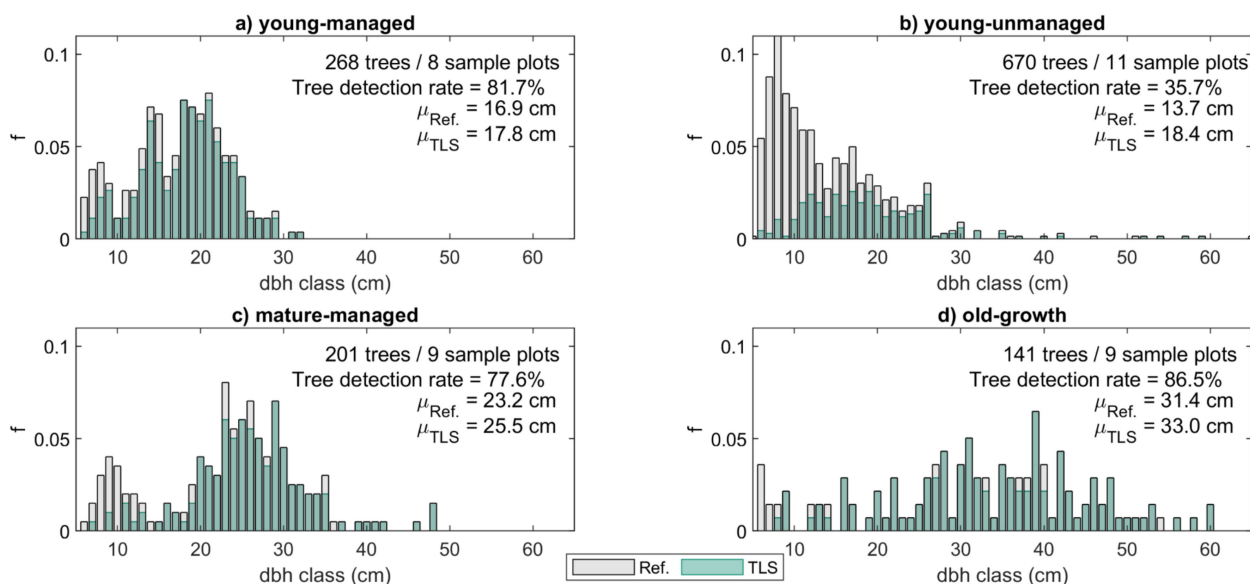 a) young-managed
268 trees / 8 sample plots
Tree detection rate = 81.7%
μRef. = 16.9 cm
μTLS = 17.8 cm
0.1
0.05
0
f
10 20 30 40 50 60
dbh class (cm)
b) young-unmanaged
670 trees / 11 sample plots
Tree detection rate = 35.7%
μRef. = 13.7 cm
μTLS = 18.4 cm
0.1
0.05
0
f
10 20 30 40 50 60
dbh class (cm)
c) mature-managed
201 trees / 9 sample plots
Tree detection rate = 77.6%
μRef. = 23.2 cm
μTLS = 25.5 cm
0.1
0.05
0
f
10 20 30 40 50 60
dbh class (cm)
d) old-growth
141 trees / 9 sample plots
Tree detection rate = 86.5%
μRef. = 31.4 cm
μTLS = 33.0 cm
0.1
0.05
0
f
10 20 30 40 50 60
dbh class (cm)
Ref. TLS